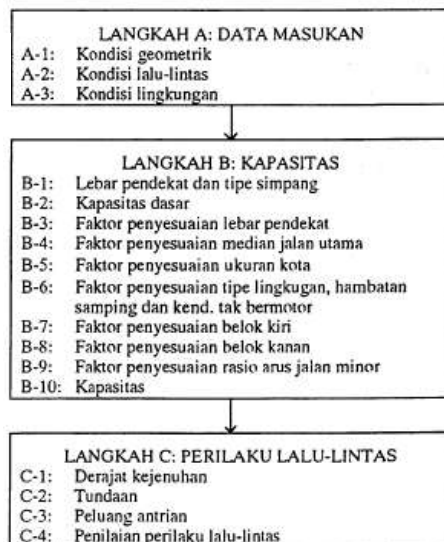 LANGKAH A: DATA MASUKAN
A-1: Kondisi geometrik
A-2: Kondisi lalu-lintas
A-3: Kondisi lingkungan
LANGKAH B: KAPASITAS
B-1: Lebar pendekat dan tipe simpang
B-2: Kapasitas dasar
B-3: Faktor penyesuaian lebar pendekat
B-4: Faktor penyesuaian median jalan utama
B-5: Faktor penyesuaian ukuran kota
B-6: Faktor penyesuaian tipe lingkugan, hambatan
samping dan kend. tak bermotor
B-7: Faktor penyesuaian belok kiri
B-8: Faktor penyesuaian belok kanan
B-9: Faktor penyesuaian rasio arus jalan minor
B-10: Kapasitas
LANGKAH C: PERILAKU LALU-LINTAS
C-1: Derajat kejenuhan
C-2: Tundaan
C-3: Peluang antrian
C-4: Penilaian perilaku lalu-lintas